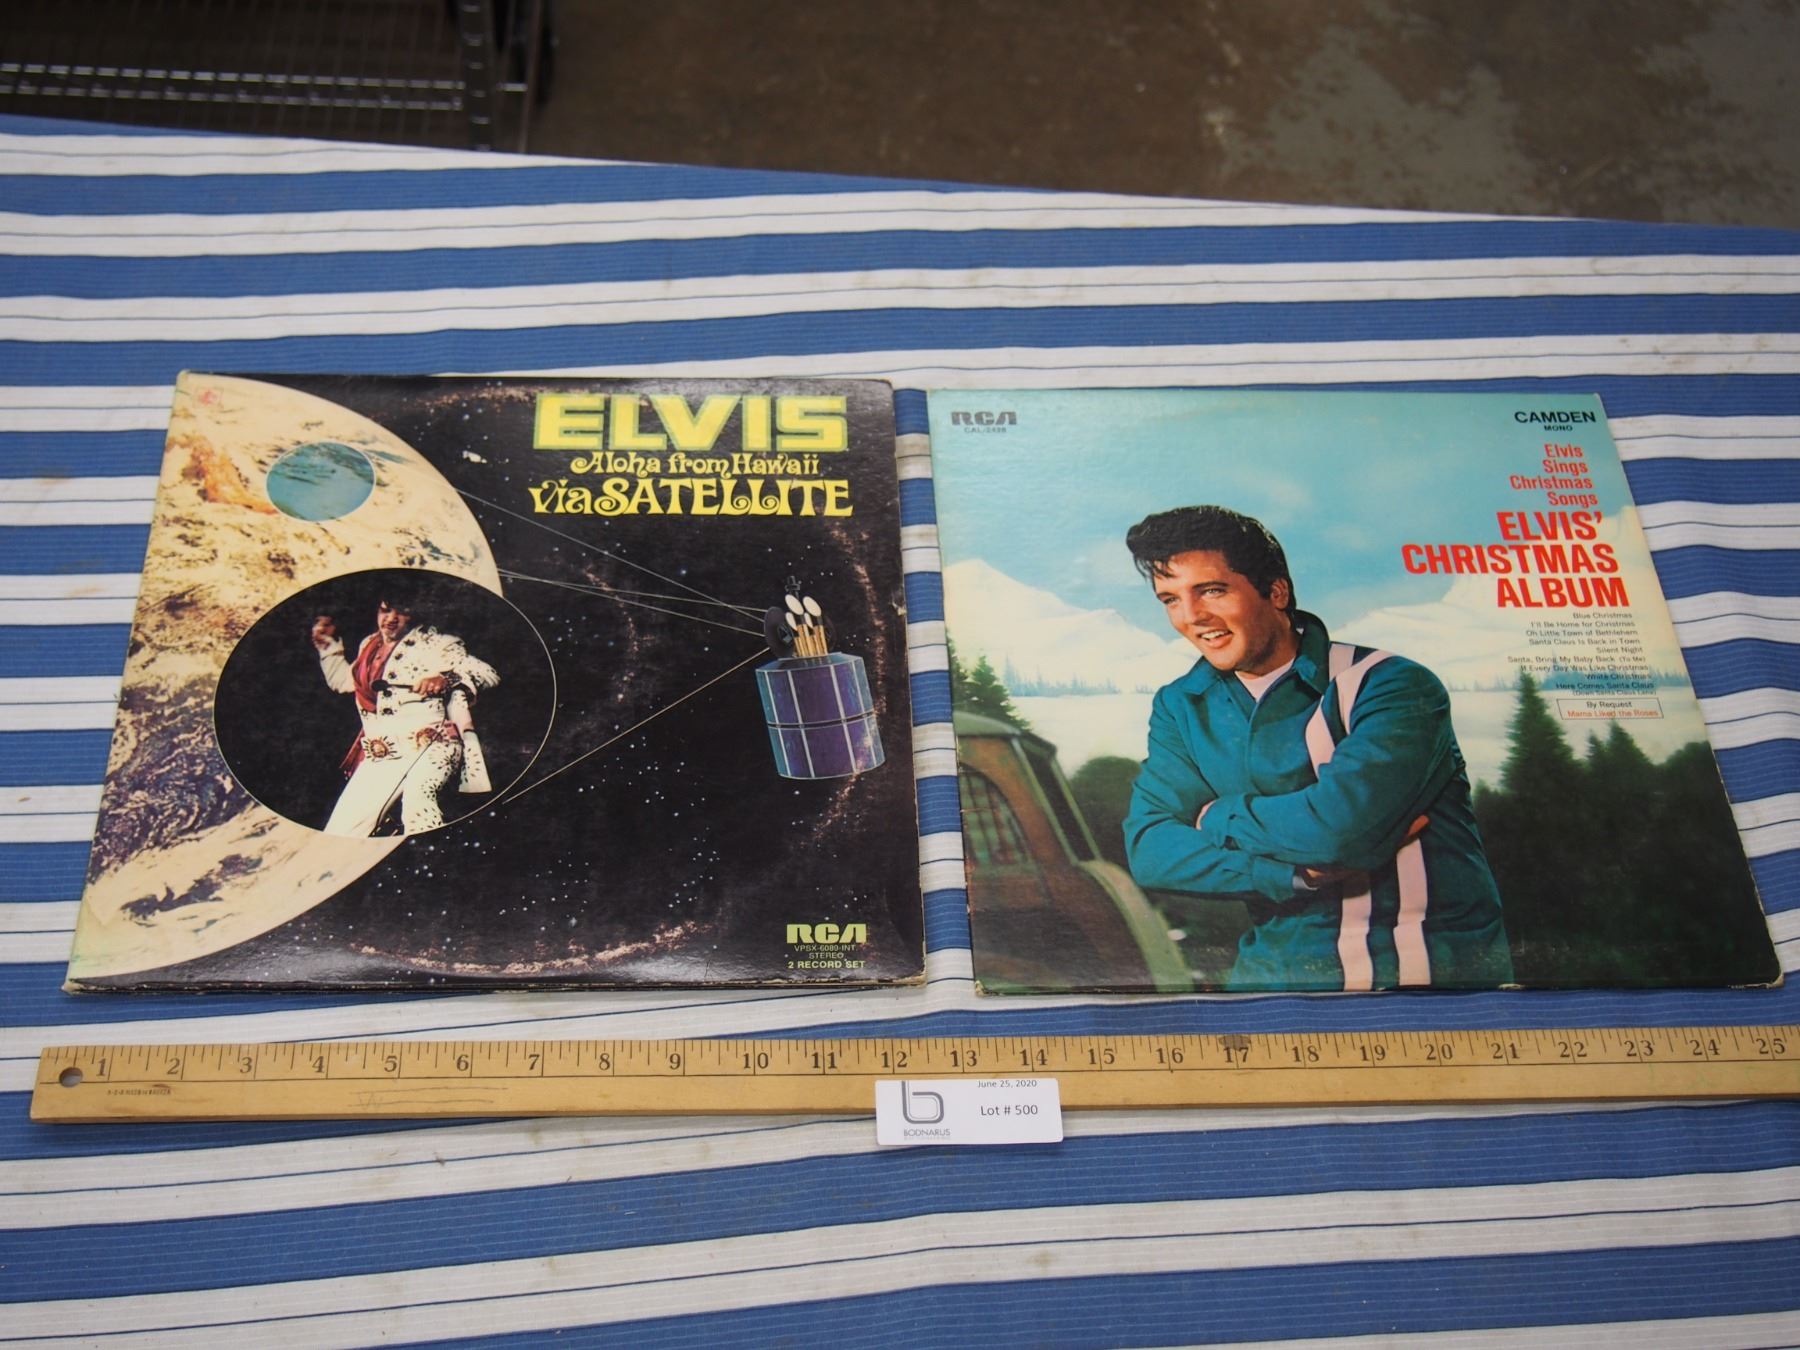 ELVIS
Aloha from Hawaii
via SATELLITE
RCA
VPSX-6089-INT.
STEREO
2 RECORD SET
RCA
CAL-2428
CAMDEN
MONO
Elvis
Sings
Christmas
Songs
ELVIS'
CHRISTMAS
ALBUM
Blue Christmas
I'll Be Home for Christmas
Oh Little Town of Bethlehem
Santa Claus Is Back in Town
Silent Night
Santa, Bring My Baby Back (To Me)
If Every Day Was Like Christmas
White Christmas
Here Comes Santa Claus
(Down Santa Claus Lane)
By Request
Mama Liked the Roses
1 2 3 4 5 6 7 8 9 10 11 12 13 14 15 16 17 18 19 20 21 22 23 24 25
June 25, 2020
Lot # 500
b
BODNARUS